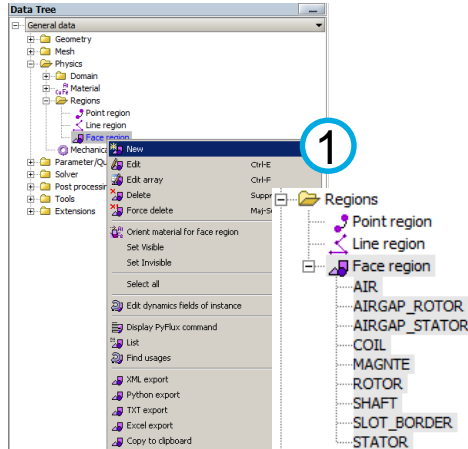 Data Tree
General data
Geometry
Mesh
Physics
Domain
Material
Regions
Point region
Line region
Face region
Mechanica
Parameter/Qu
Solver
Post processin
Tools
Extensions
New
Edit Ctrl-E
Edit array Ctrl-F
Delete Suppr
Force delete Maj-S
Orient material for face region
Set Visible
Set Invisible
Select all
Edit dynamics fields of instance
Display PyFlux command
List
Find usages
XML export
Python export
TXT export
Excel export
Copy to clipboard
1
Regions
Point region
Line region
Face region
AIR
AIRGAP_ROTOR
AIRGAP_STATOR
COIL
MAGNTE
ROTOR
SHAFT
SLOT_BORDER
STATOR